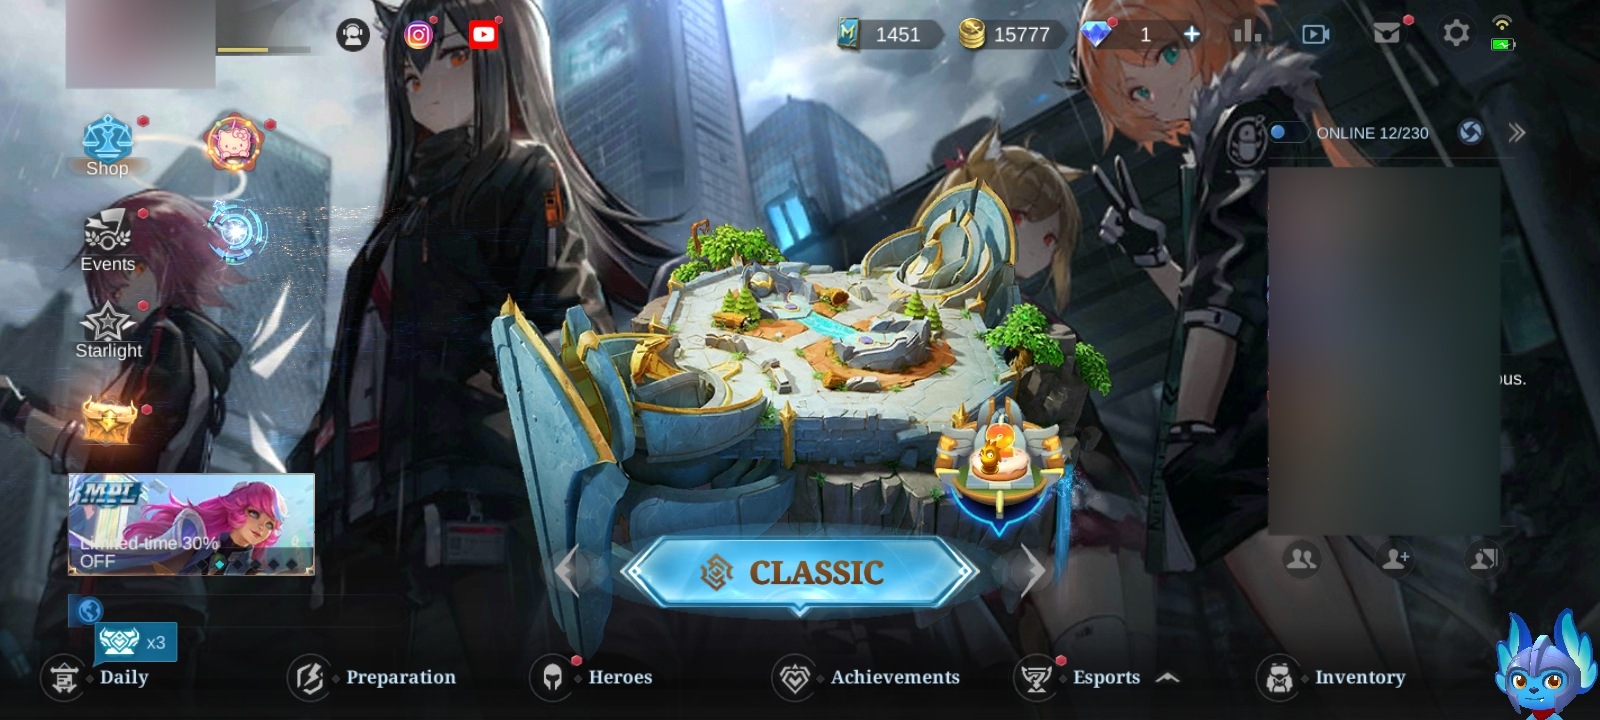 1451
15777
1
ONLINE 12/230
Shop
Events
Starlight
ous.
MPL
Limited-time 30%
OFF
CLASSIC
x3
Daily
Preparation
Heroes
Achievements
Esports
Inventory